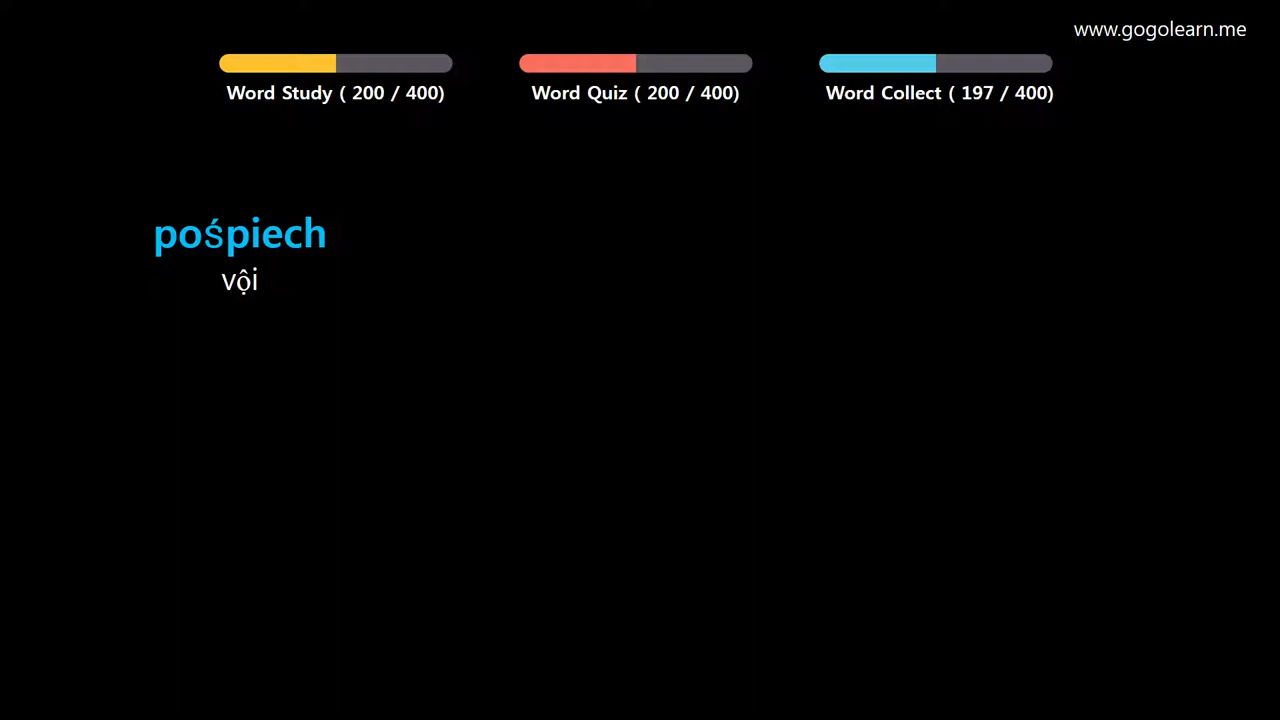 www.gogolearn.me
Word Study ( 200 / 400)
Word Quiz ( 200 / 400)
Word Collect ( 197 / 400)
pośpiech
vội